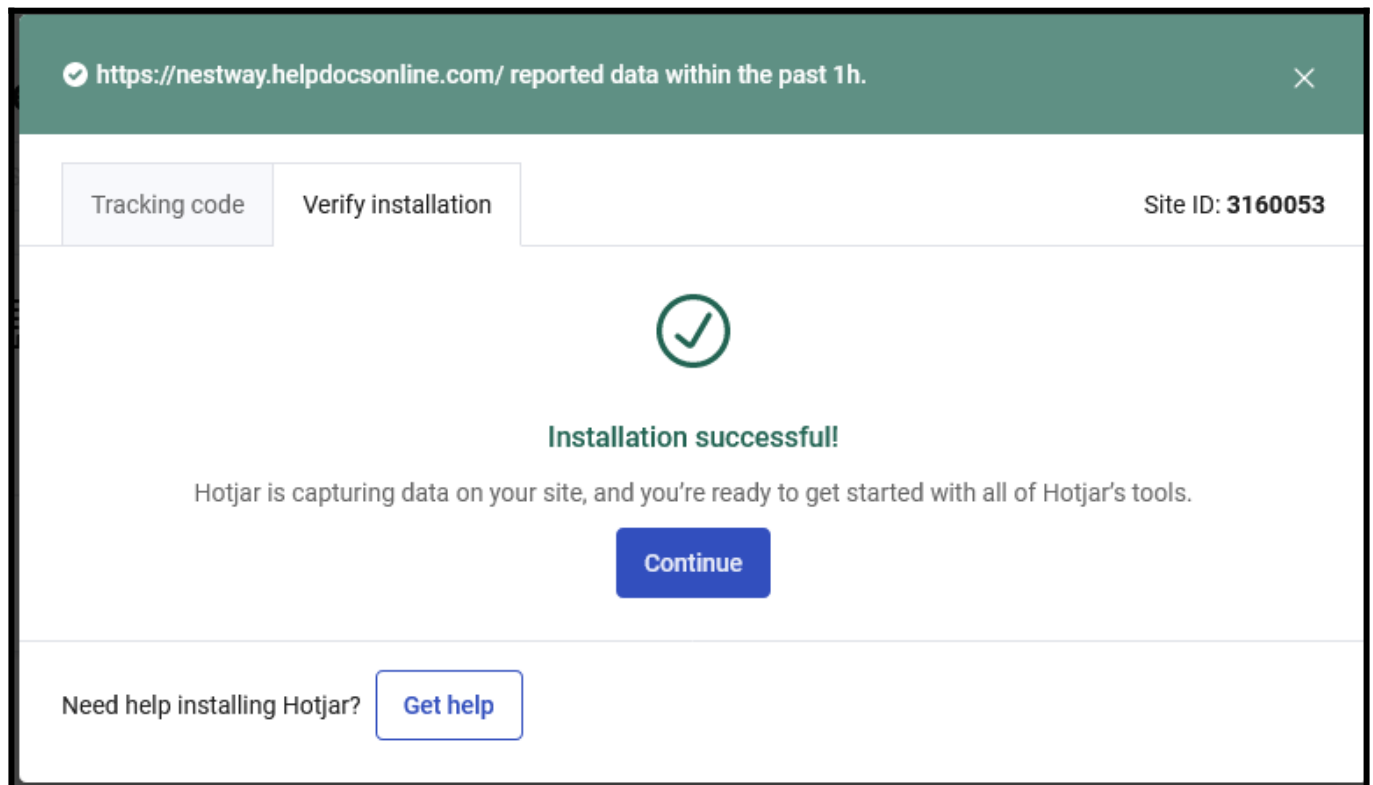 https://nestway.helpdocsonline.com/ reported data within the past 1h.
Tracking code
Verify installation
Site ID: 3160053
Installation successful!
Hotjar is capturing data on your site, and you're ready to get started with all of Hotjar's tools.
Continue
Need help installing Hotjar?
Get help